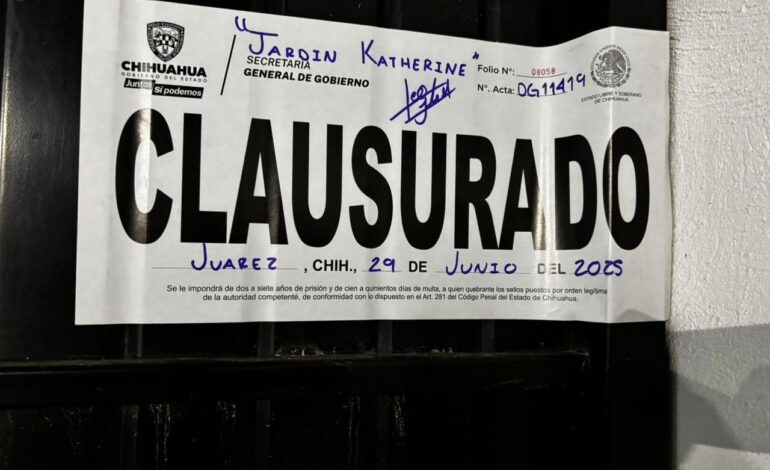 "JARDIN KATHERINE"
CHIHUAHUA
GOBIERNO DEL ESTADO
Juntos Sí podemos
SECRETARÍA
GENERAL DE GOBIERNO
Folio N°: 08058
N°. Acta: DG11419
ESTADO LIBRE Y SOBERANO
DE CHIHUAHUA
CLAUSURADO
JUAREZ, CHIH., 29 DE JUNIO DEL 2025
Se le impondrá de dos a siete años de prisión y de cien a quinientos días de multa, a quien quebrante los sellos puestos por orden legítima
de la autoridad competente, de conformidad con lo dispuesto en el Art. 281 del Código Penal del Estado de Chihuahua.